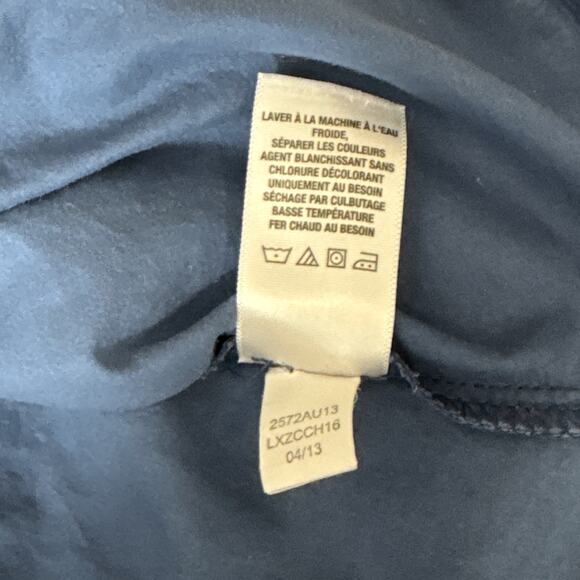 LAVER À LA MACHINE À L'EAU
FROIDE,
SÉPARER LES COULEURS
AGENT BLANCHISSANT SANS
CHLORURE DÉCOLORANT
UNIQUEMENT AU BESOIN
SÉCHAGE PAR CULBUTAGE
BASSE TEMPÉRATURE
FER CHAUD AU BESOIN
2572AU13
LXZCCH16
04/13